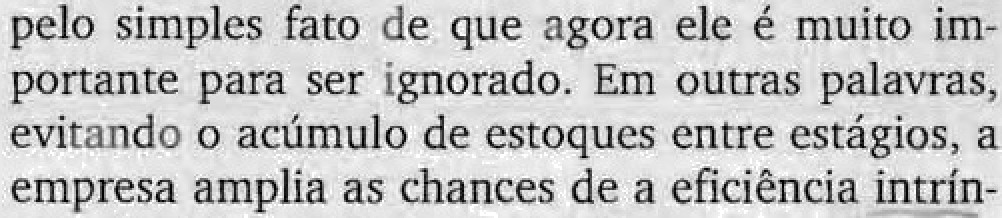 pelo simples fato de que agora ele é muito im-
portante para ser ignorado. Em outras palavras,
evitando o acúmulo de estoques entre estágios, a
empresa amplia as chances de a eficiência intrín-